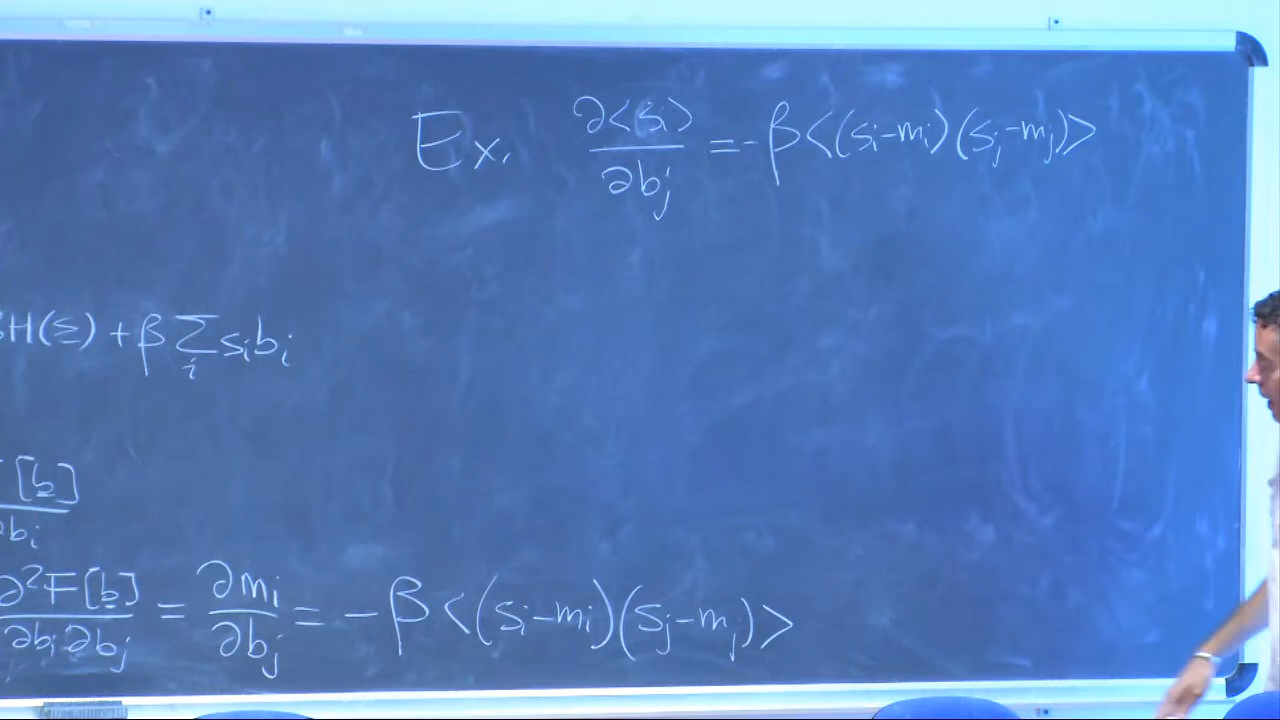 Ex. ∂<si>/∂bj = -β<(si-mi)(sj-mj)>
βH(s) + β Σi si bi
[b]
∂bi
∂²F[b]/∂bi∂bj = ∂mi/∂bj = -β<(si-mi)(sj-mj)>